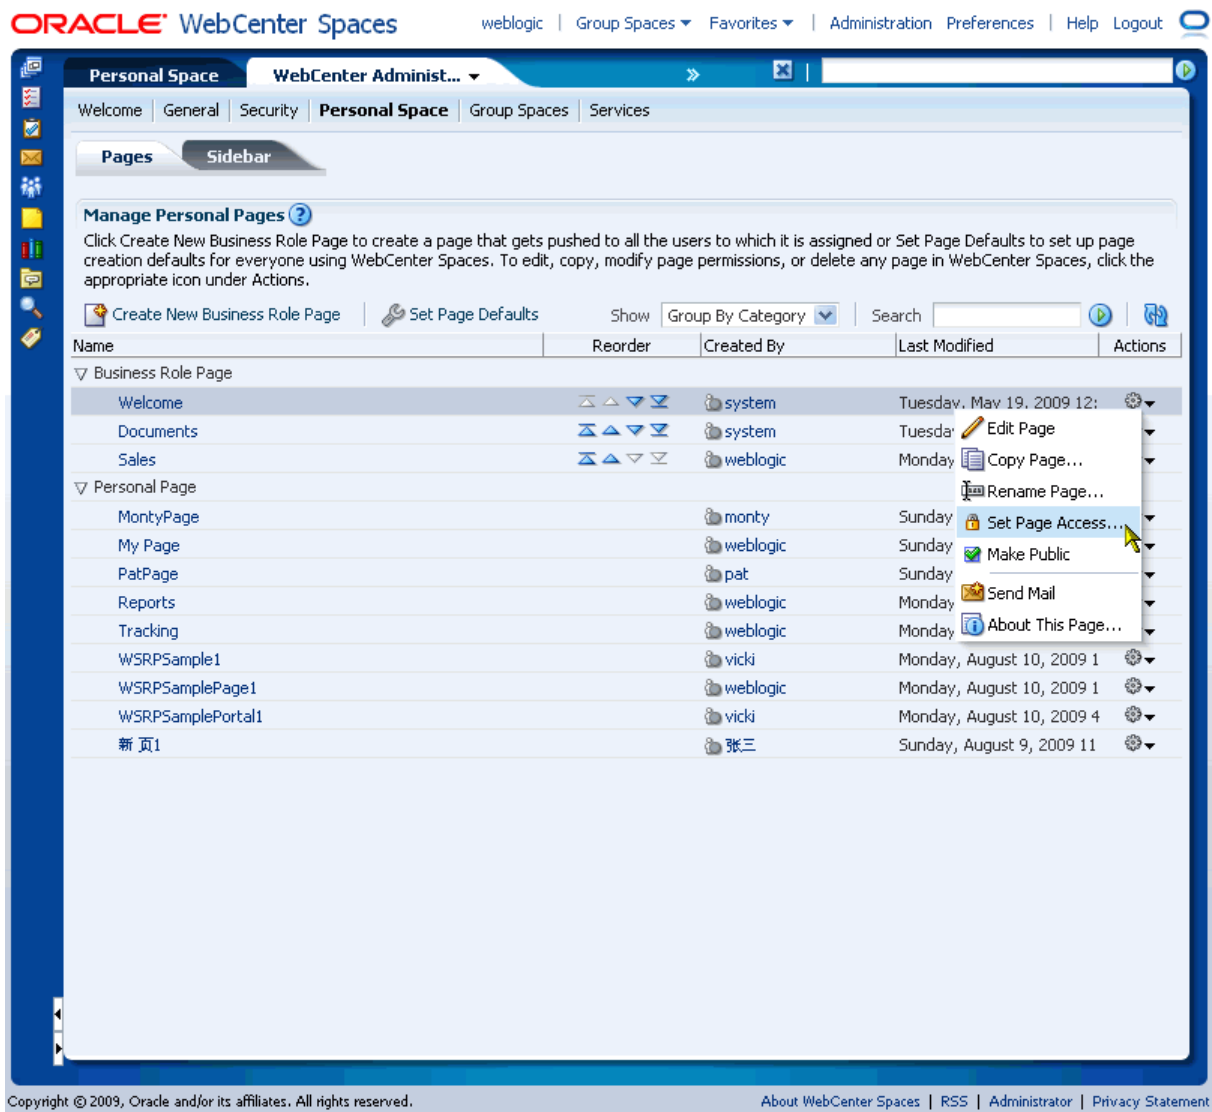 ORACLE WebCenter Spaces weblogic | Group Spaces Favorites | Administration Preferences | Help Logout
Personal Space WebCenter Administ...
Welcome General Security Personal Space Group Spaces Services
Pages Sidebar
Manage Personal Pages
Click Create New Business Role Page to create a page that gets pushed to all the users to which it is assigned or Set Page Defaults to set up page
creation defaults for everyone using WebCenter Spaces. To edit, copy, modify page permissions, or delete any page in WebCenter Spaces, click the
appropriate icon under Actions.
Create New Business Role Page Set Page Defaults Show Group By Category Search
Name Reorder Created By Last Modified Actions
Business Role Page
Welcome system Tuesday, May 19, 2009 12:
Documents system Tuesda
Sales weblogic Monday
Personal Page
MontyPage monty Sunday
My Page weblogic Sunday
PatPage pat Sunday
Reports weblogic Monday
Tracking weblogic Monday
WSRPSample1 vicki Monday, August 10, 2009 1
WSRPSamplePage1 weblogic Monday, August 10, 2009 1
WSRPSamplePortal1 vicki Monday, August 10, 2009 4
新 页1 张三 Sunday, August 9, 2009 11
Edit Page
Copy Page...
Rename Page...
Set Page Access...
Make Public
Send Mail
About This Page...
Copyright © 2009, Oracle and/or its affiliates. All rights reserved. About WebCenter Spaces | RSS | Administrator | Privacy Statement